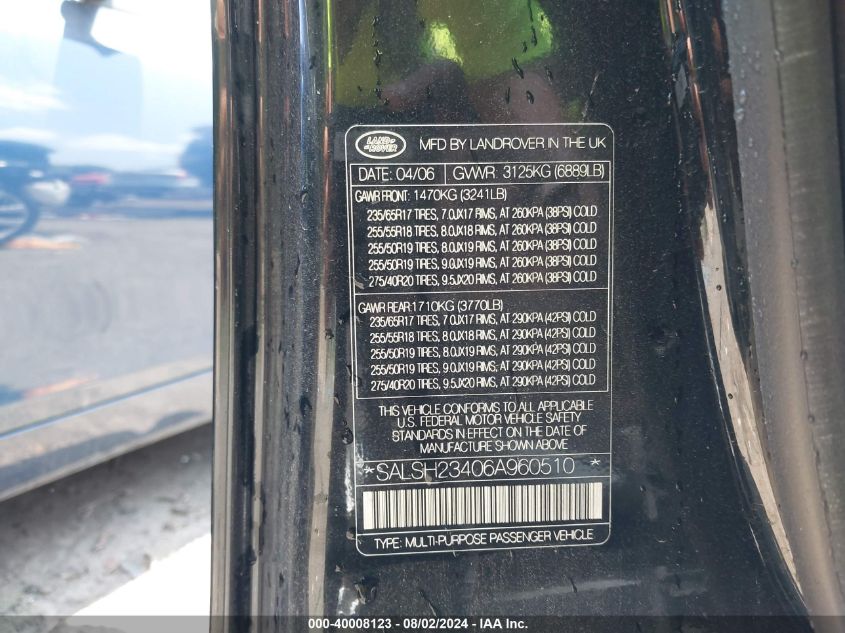 LAND-
-ROVER
MFD BY LANDROVER IN THE UK
DATE: 04/06 GVWR: 3125KG (6889LB)
GAWR FRONT: 1470KG (3241LB)
235/65R17 TIRES, 7.0JX17 RIMS, AT 260KPA (38PSI) COLD
255/55R18 TIRES, 8.0JX18 RIMS, AT 260KPA (38PSI) COLD
255/50R19 TIRES, 8.0JX19 RIMS, AT 260KPA (38PSI) COLD
255/50R19 TIRES, 9.0JX19 RIMS, AT 260KPA (38PSI) COLD
275/40R20 TIRES, 9.5JX20 RIMS, AT 260KPA (38PSI) COLD
GAWR REAR: 1710KG (3770LB)
235/65R17 TIRES, 7.0JX17 RIMS, AT 290KPA (42PSI) COLD
255/55R18 TIRES, 8.0JX18 RIMS, AT 290KPA (42PSI) COLD
255/50R19 TIRES, 8.0JX19 RIMS, AT 290KPA (42PSI) COLD
255/50R19 TIRES, 9.0JX19 RIMS, AT 290KPA (42PSI) COLD
275/40R20 TIRES, 9.5JX20 RIMS, AT 290KPA (42PSI) COLD
THIS VEHICLE CONFORMS TO ALL APPLICABLE
U.S. FEDERAL MOTOR VEHICLE SAFETY
STANDARDS IN EFFECT ON THE DATE OF
MANUFACTURE SHOWN ABOVE
*SALSH23406A960510*
TYPE: MULTI-PURPOSE PASSENGER VEHICLE
000-40008123 - 08/02/2024 - IAAI.com